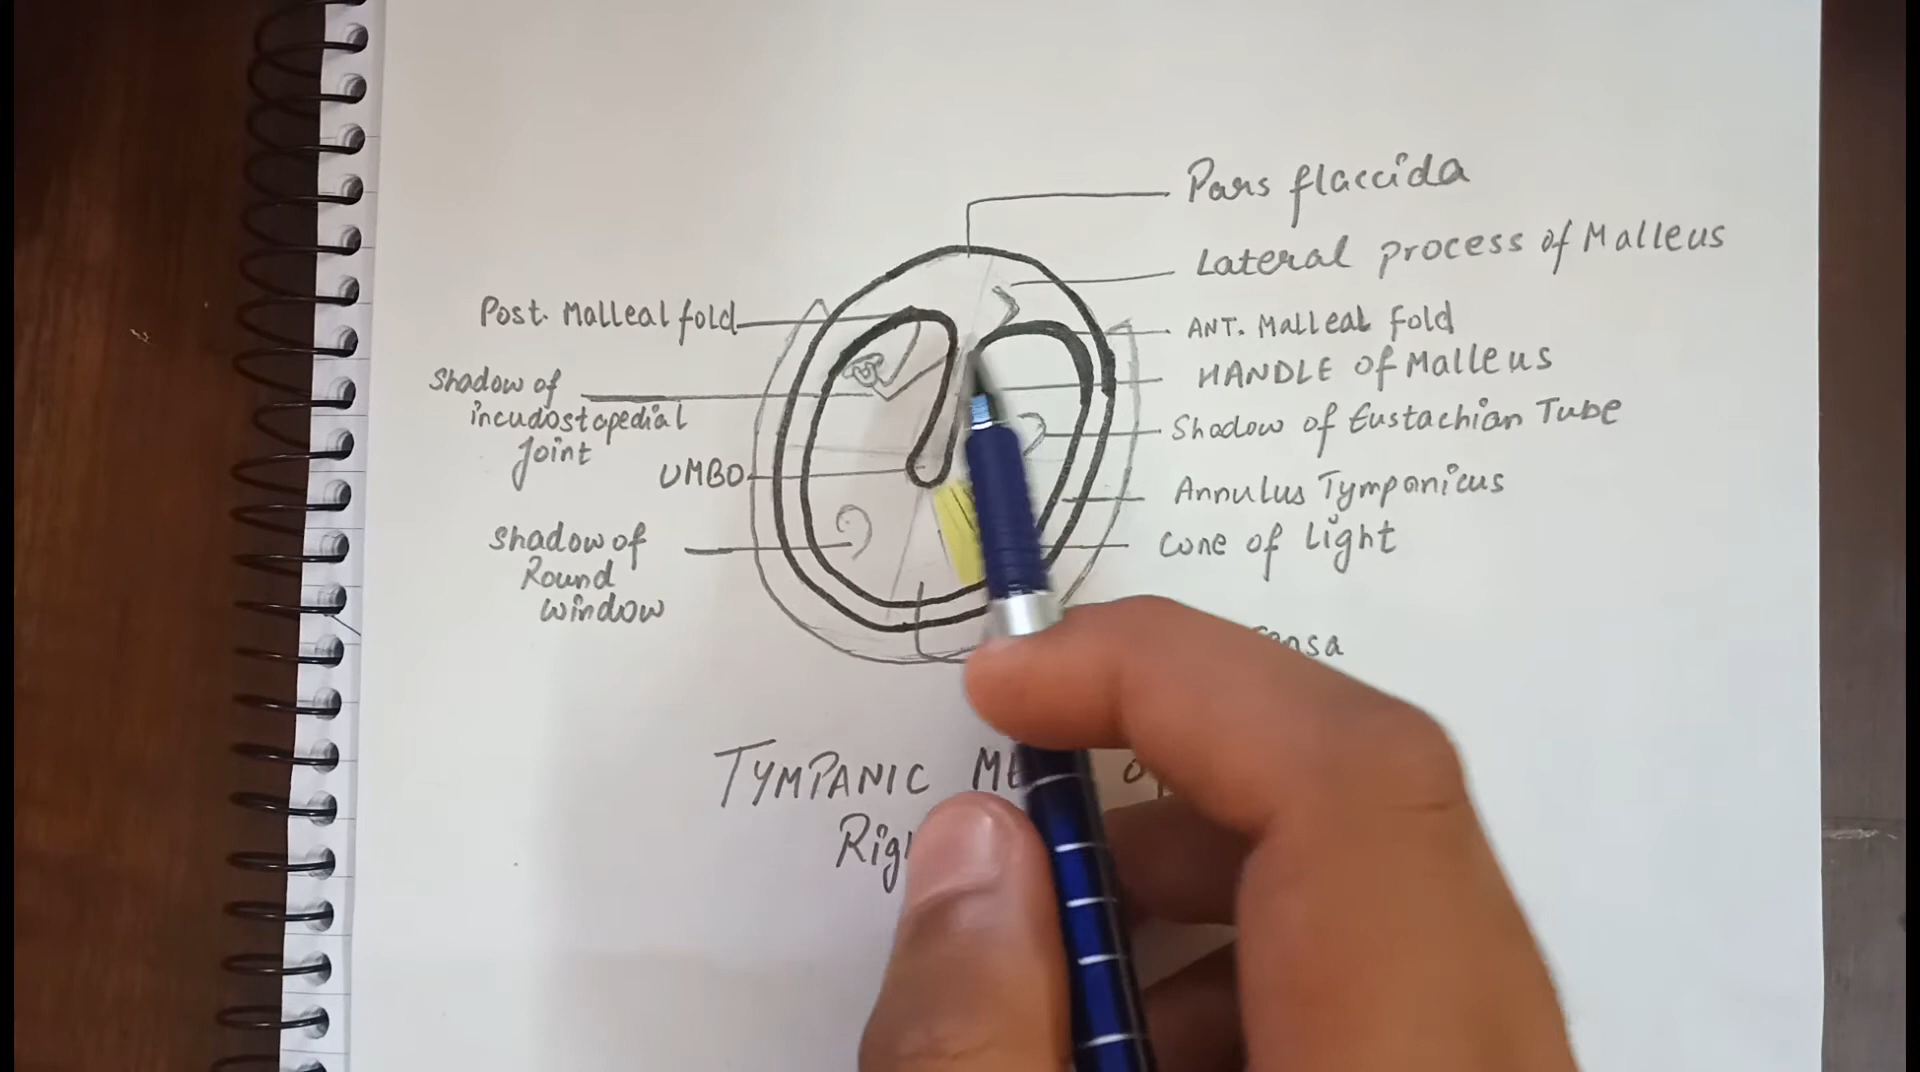 Pars flaccida
Lateral process of Malleus
Post. Malleal fold
ANT. Malleal fold
HANDLE of Malleus
Shadow of
incudostapedial
Joint
Shadow of Eustachian Tube
UMBO
Annulus Tympanicus
Shadow of
Round
window
Cone of light
TYMPANIC